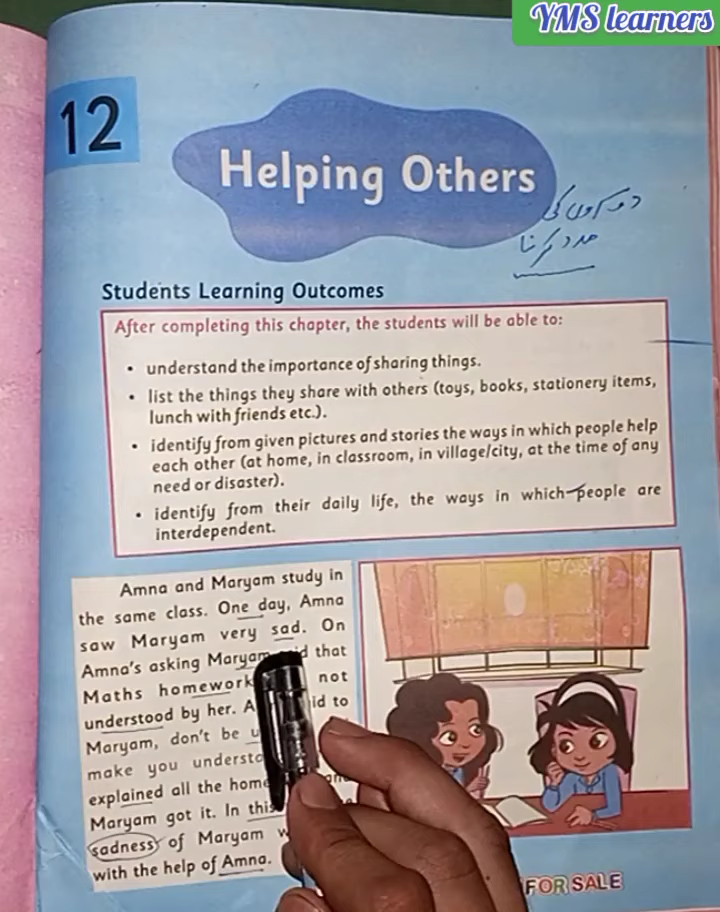 YMS learners
12
Helping Others
دوسروں کی
مدد کرنا
Students Learning Outcomes
After completing this chapter, the students will be able to:
• understand the importance of sharing things.
• list the things they share with others (toys, books, stationery items,
lunch with friends etc.).
• identify from given pictures and stories the ways in which people help
each other (at home, in classroom, in village/city, at the time of any
need or disaster).
• identify from their daily life, the ways in which people are
interdependent.
Amna and Maryam study in
the same class. One day, Amna
saw Maryam very sad. On
Amna's asking Maryam that
Maths homework not
understood by her. to
Maryam, don't be
make you
explained all the
Maryam got it. In this
sadness of Maryam
with the help of Amna.
FOR SALE